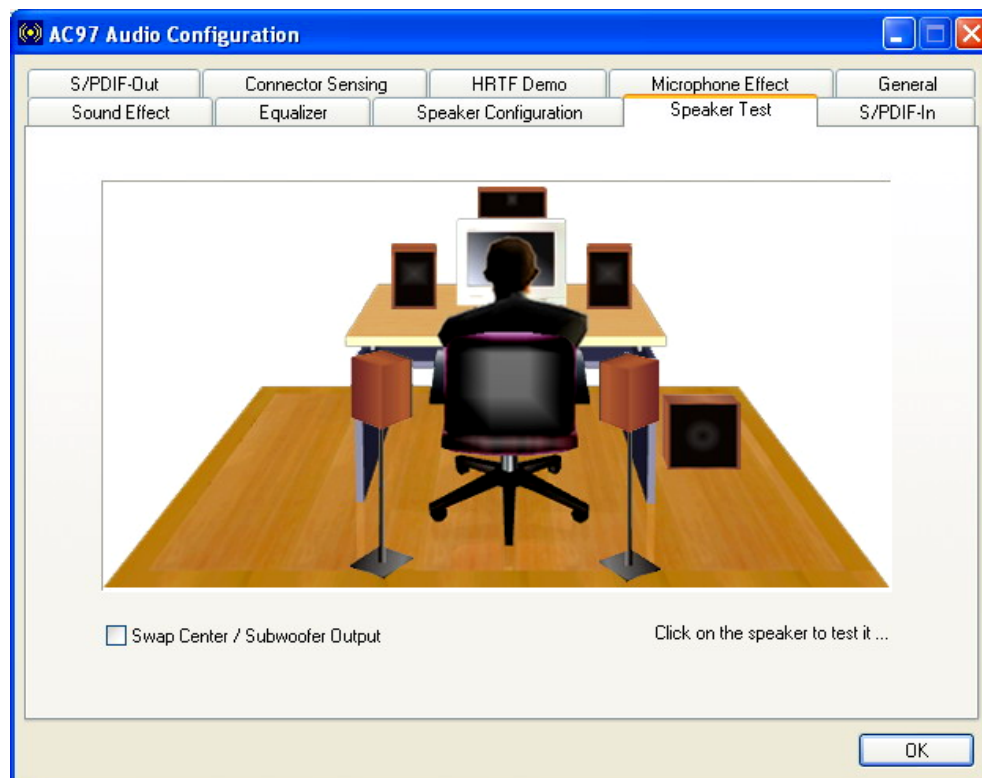 AC97 Audio Configuration
S/PDIF-Out Connector Sensing HRTF Demo Microphone Effect General
Sound Effect Equalizer Speaker Configuration Speaker Test S/PDIF-In
Swap Center / Subwoofer Output
Click on the speaker to test it ...
OK